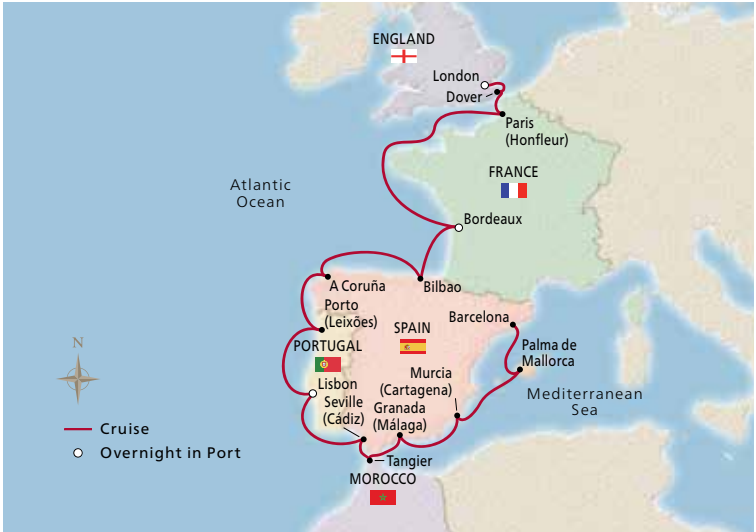 ENGLAND
London
Dover
Paris
(Honfleur)
FRANCE
Atlantic
Ocean
Bordeaux
A Coruña
Bilbao
Porto
(Leixões)
Barcelona
SPAIN
PORTUGAL
Palma de
Mallorca
N
Murcia
(Cartagena)
Lisbon
Mediterranean
Sea
Seville
(Cádiz)
Granada
(Málaga)
Cruise
Overnight in Port
Tangier
MOROCCO